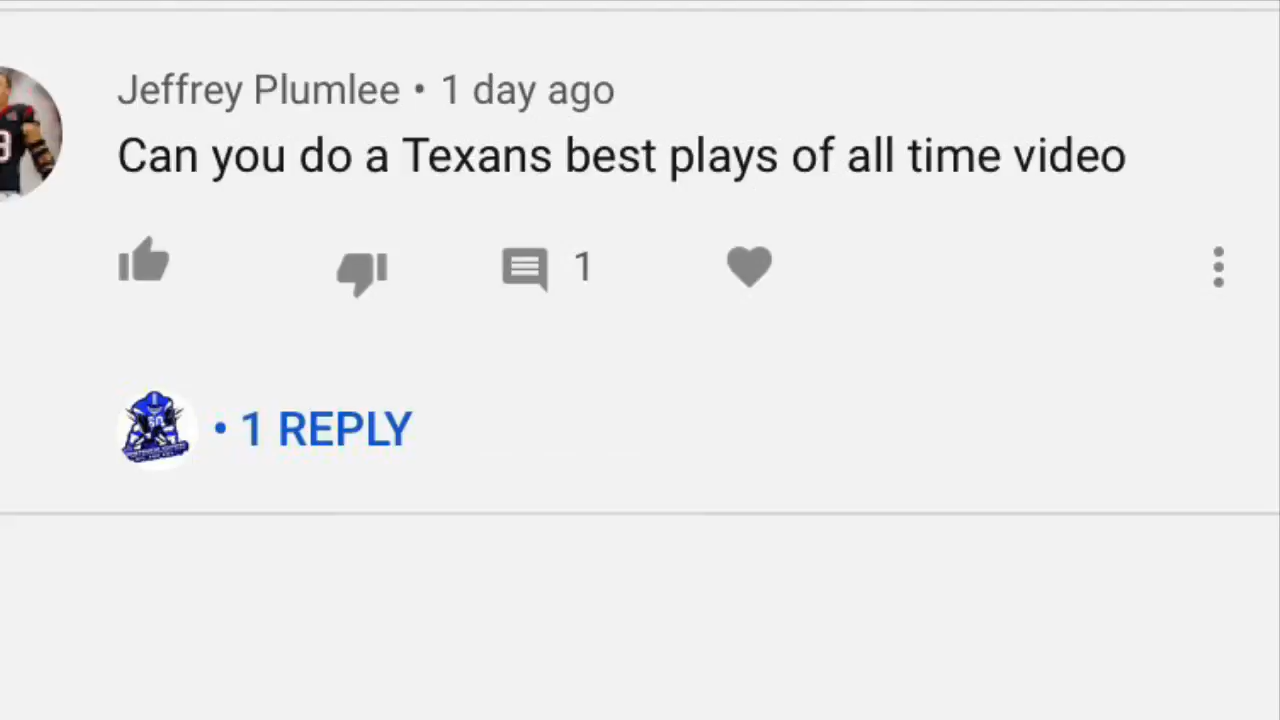 Jeffrey Plumlee • 1 day ago
Can you do a Texans best plays of all time video
1
• 1 REPLY